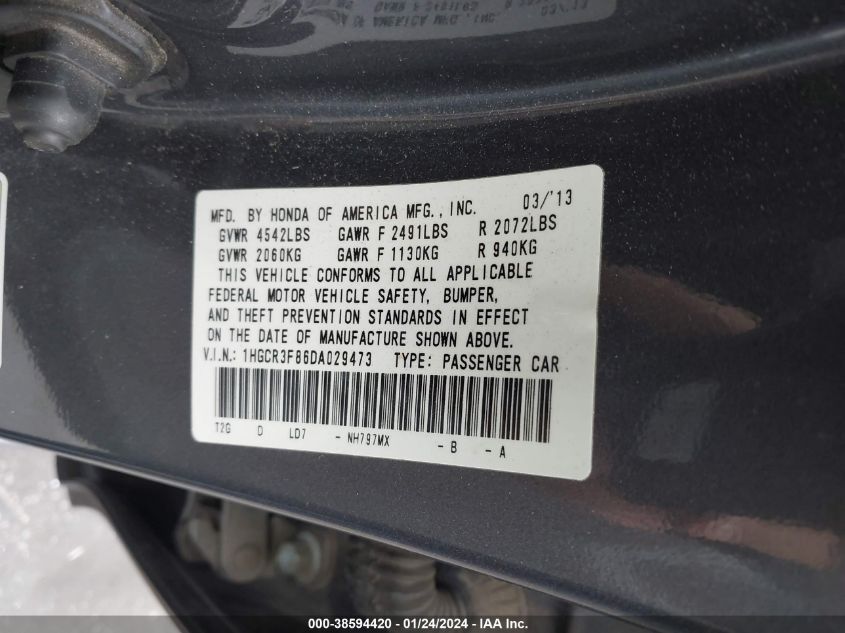 MFD. BY HONDA OF AMERICA MFG., INC. 03/'13
GVWR 4542LBS GAWR F 2491LBS R 2072LBS
GVWR 2060KG GAWR F 1130KG R 940KG
THIS VEHICLE CONFORMS TO ALL APPLICABLE
FEDERAL MOTOR VEHICLE SAFETY, BUMPER,
AND THEFT PREVENTION STANDARDS IN EFFECT
ON THE DATE OF MANUFACTURE SHOWN ABOVE.
V.I.N.: 1HGCR3F86DA029473 TYPE: PASSENGER CAR
T2G D LD7 - NH797MX - B - A
000-38594420 - 01/24/2024 - IAA Inc.